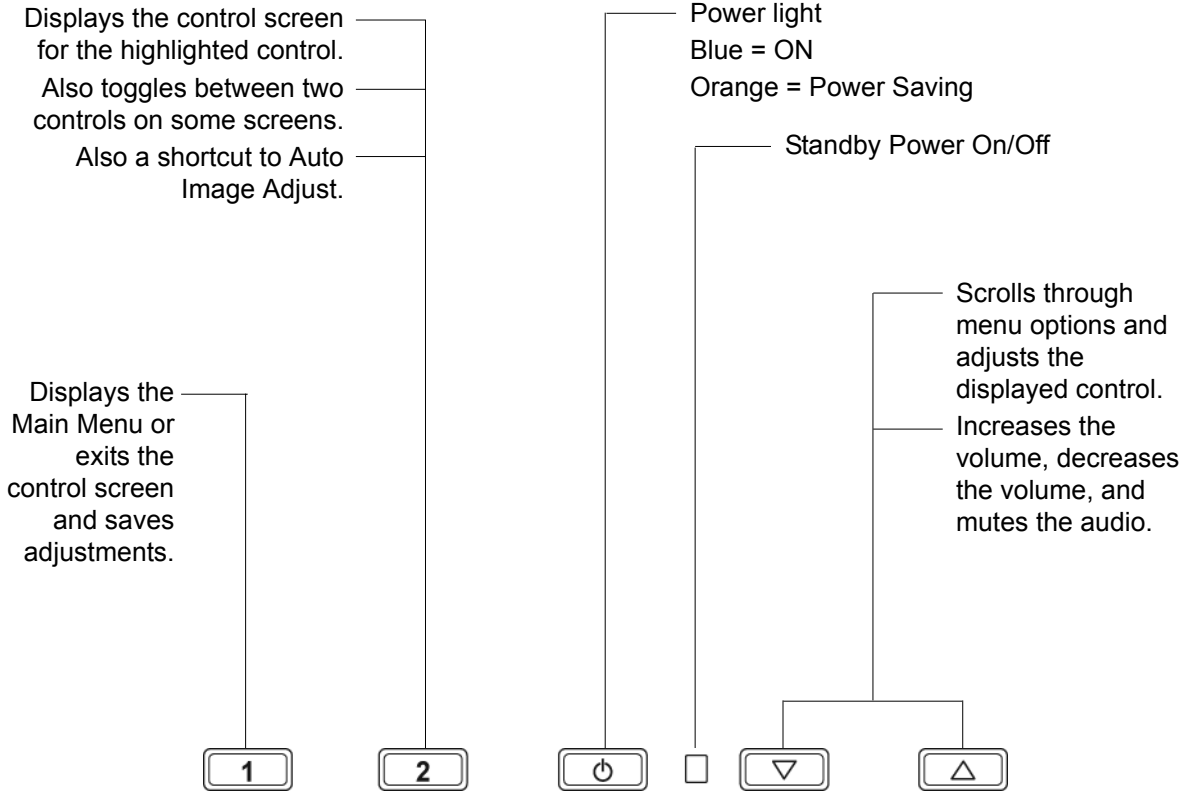 Displays the control screen
for the highlighted control.
Also toggles between two
controls on some screens.
Also a shortcut to Auto
Image Adjust.
Power light
Blue = ON
Orange = Power Saving
Standby Power On/Off
Scrolls through
menu options and
adjusts the
displayed control.
Increases the
volume, decreases
the volume, and
mutes the audio.
Displays the
Main Menu or
exits the
control screen
and saves
adjustments.
1
2